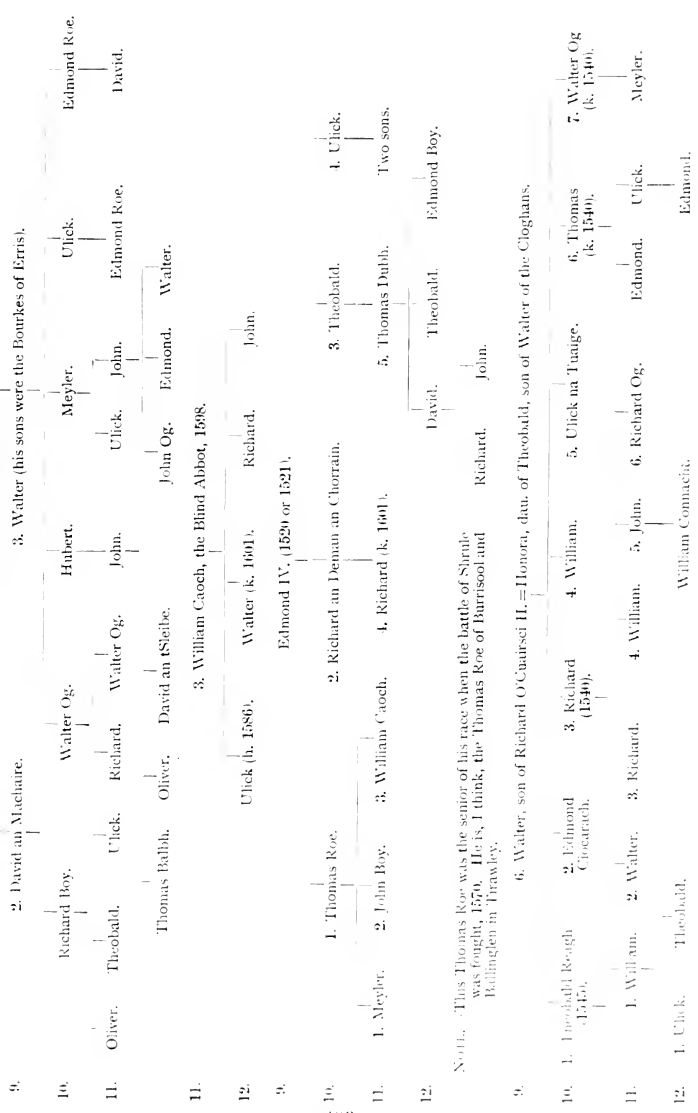 9. 2. David an Machaire. 3. Walter (his sons were the Bourkes of Erris).
10. Richard Boy. Walter Og. Hubert. Meyler. Ulick. Edmond Roe.
11. Oliver. Theobald. Ulick. Richard. Walter Og. John. Ulick. John. Edmond Roe. David.
Thomas Balbh. Oliver. David an tSleibe. John Og. Edmond. Walter.
11. 3. William Caoch, the Blind Abbot, 1598.
12. Ulick (h. 1586). Walter (k. 1601). Richard. John.
9. Edmond IV. (1520 or 1521).
10. 1. Thomas Roe. 2. Richard an Deman an Chorrain. 3. Theobald. 4. Ulick.
11. 1. Meyler. 2. John Boy. 3. William Caoch. 4. Richard (k. 1601). 5. Thomas Dubh. Two sons.
12. David. Theobald. Edmond Boy.
Richard. John.
NOTE. This Thomas Roe was the senior of his race when the battle of Shrule
was fought, 1570. He is, I think, the Thomas Roe of Burrisool and
Ballinglen in Tirawley.
9. 6. Walter, son of Richard O'Cuairsci II.=Honora, dau. of Theobald, son of Walter of the Cloghans.
10. 1. Theobald Reagh 2. Edmond 3. Richard 4. William. 5. Ulick na Tuaige. 6. Thomas 7. Walter Og
(1545). Ciocarach. (1540). (k. 1540). (k. 1540).
11. 1. William. 2. Walter. 3. Richard. 4. William. 5. John. 6. Richard Og. Edmond. Ulick. Meyler.
12. 1. Ulick. Theobald. William Connacht. Edmond.